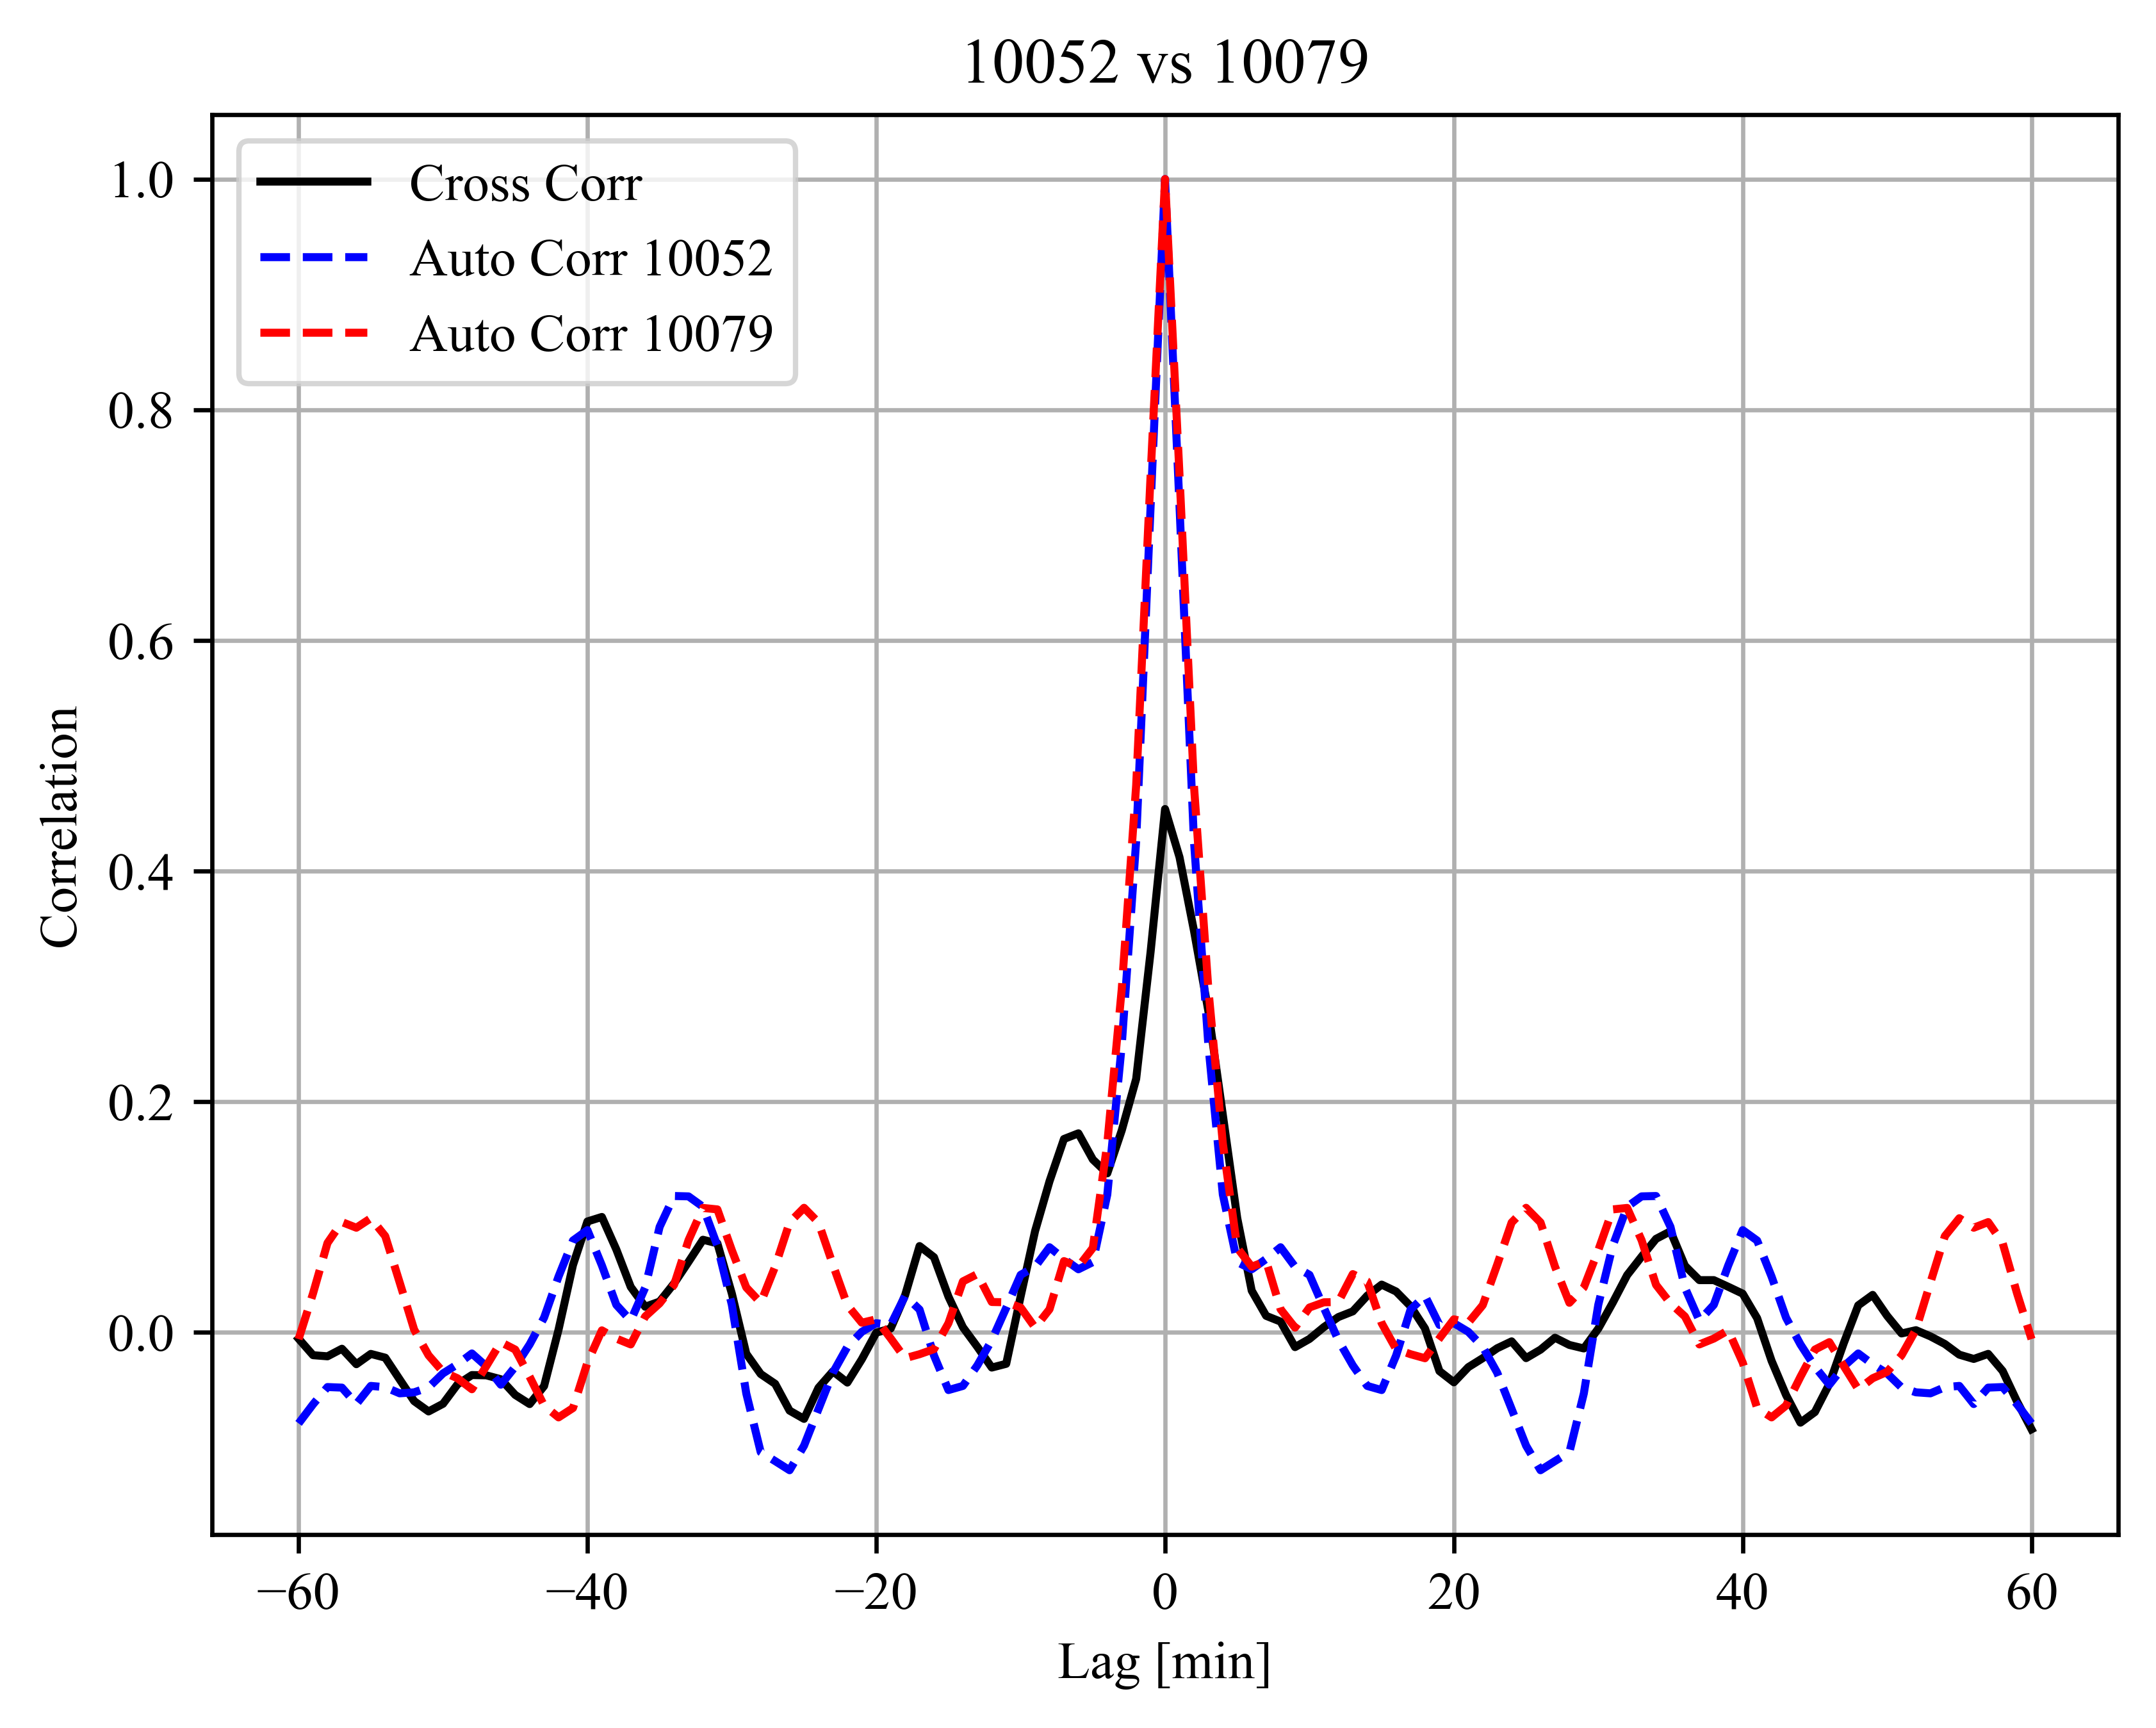 10052 vs 10079
Cross Corr
Auto Corr 10052
Auto Corr 10079
1.0
0.8
0.6
0.4
0.2
0.0
Correlation
−60 −40 −20 0 20 40 60
Lag [min]